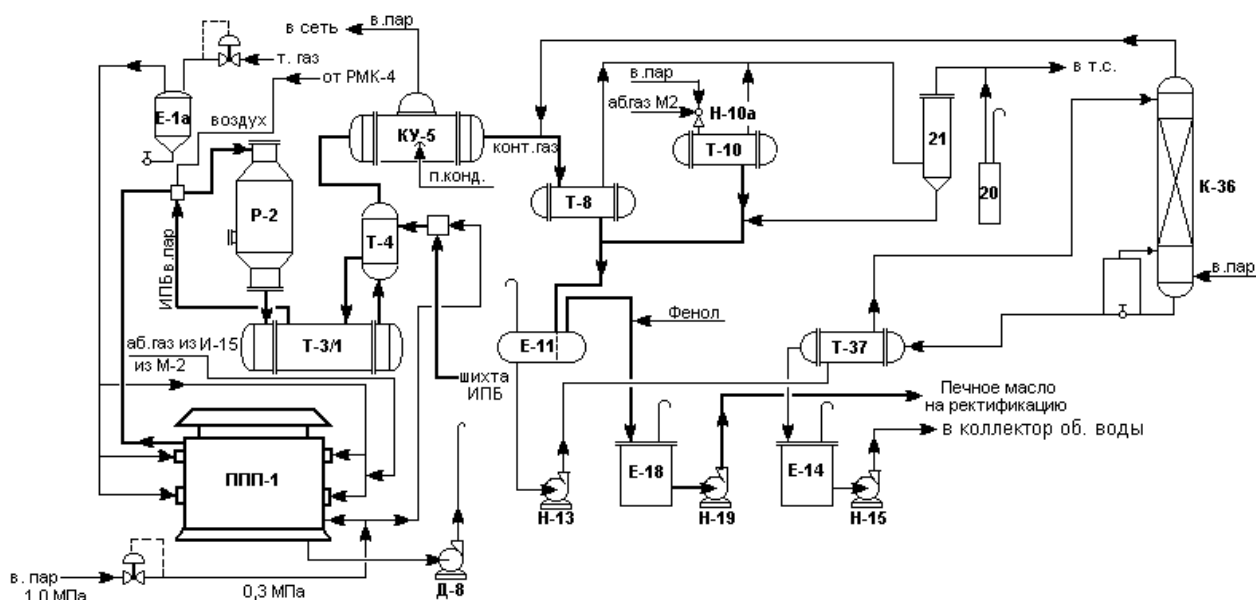 в сеть
в.пар
т. газ
от РМК-4
Е-1а
воздух
КУ-5
конт.газ
п.конд.
в.пар
аб.газ М2
Н-10а
Т-10
21
20
в т.с.
К-36
в.пар
Р-2
Т-4
Т-8
ИПБ в.пар
Т-3/1
аб.газ из И-15
из М-2
шихта
ИПБ
Е-11
Фенол
Т-37
Печное масло
на ректификацию
в коллектор об. воды
ППП-1
Е-18
Е-14
Н-13
Н-19
Н-15
Д-8
в. пар
1,0 МПа
0,3 МПа